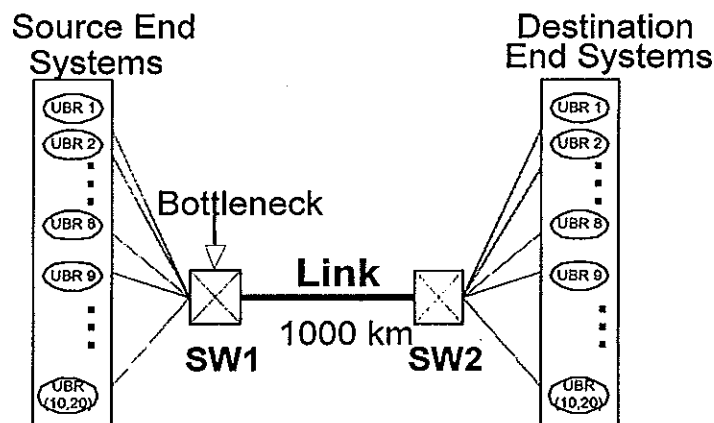 Source End
Systems
Destination
End Systems
UBR 1
UBR 2
UBR 8
UBR 9
UBR
(10,20)
Bottleneck
Link
1000 km
SW1
SW2
UBR 1
UBR 2
UBR 8
UBR 9
UBR
(10,20)